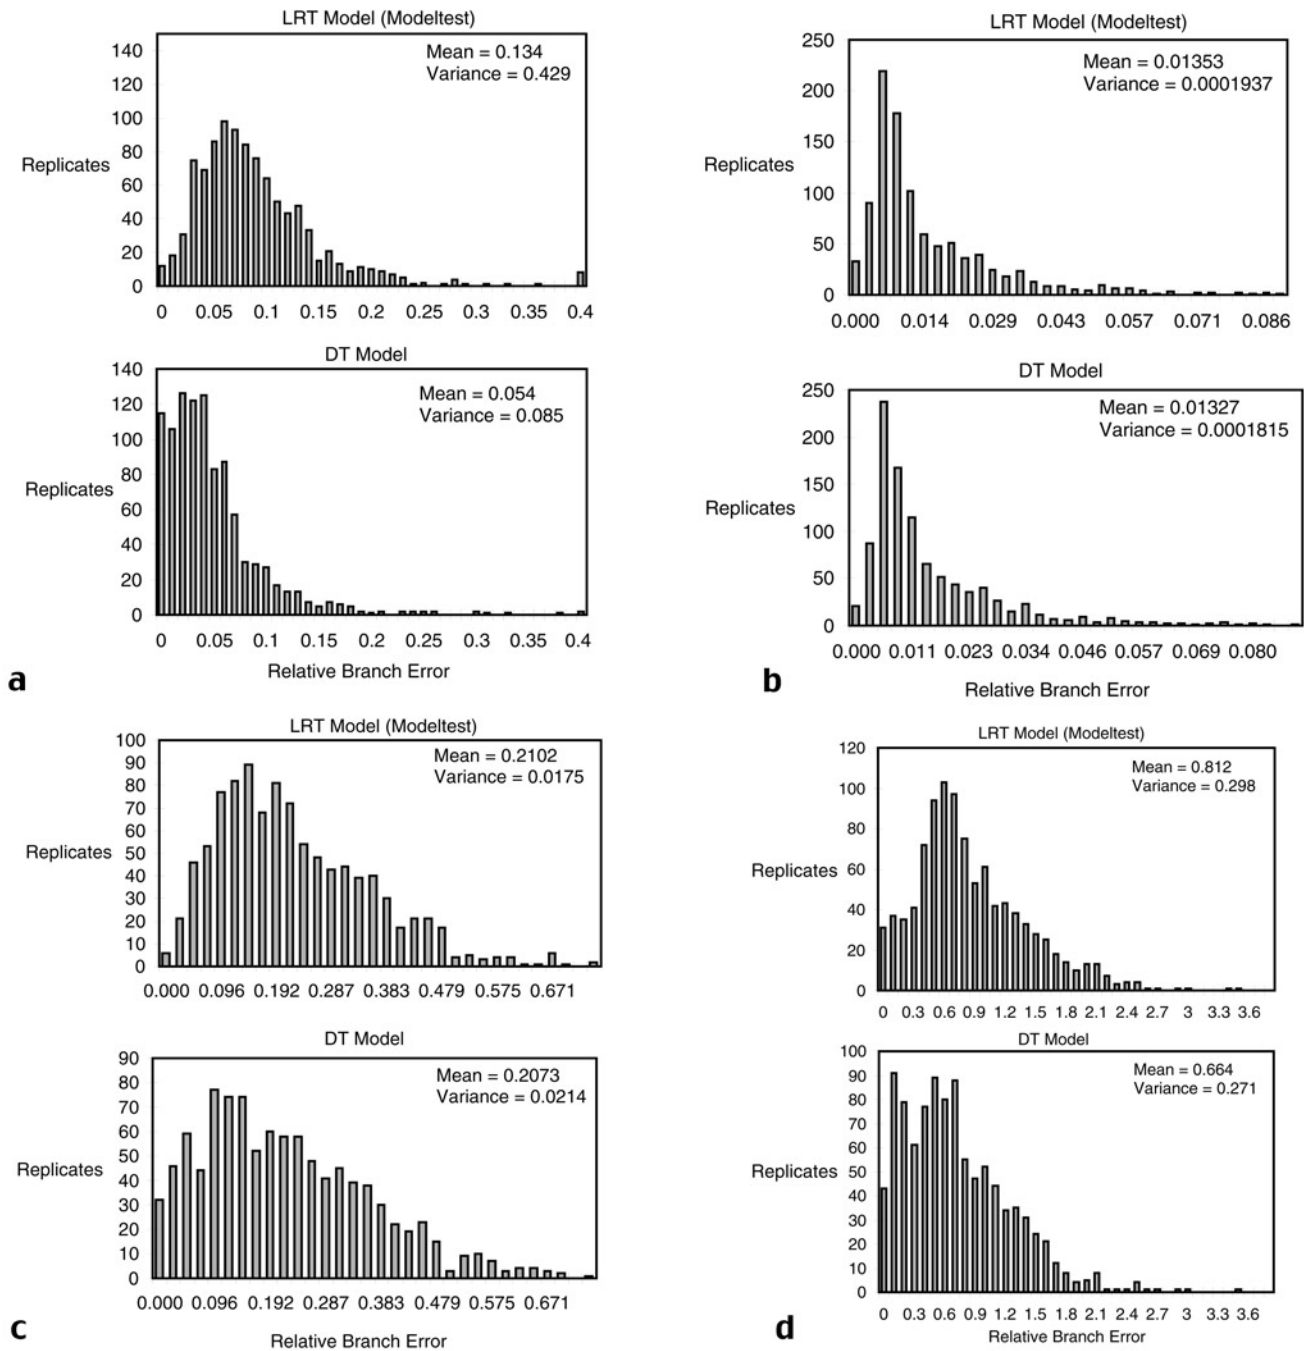 LRT Model (Modeltest)
140
120
100
80
60
40
20
0
Replicates
Mean = 0.134
Variance = 0.429
0 0.05 0.1 0.15 0.2 0.25 0.3 0.35 0.4
DT Model
140
120
100
80
60
40
20
0
Replicates
Mean = 0.054
Variance = 0.085
0 0.05 0.1 0.15 0.2 0.25 0.3 0.35 0.4
Relative Branch Error
a
LRT Model (Modeltest)
250
200
150
100
50
0
Replicates
Mean = 0.01353
Variance = 0.0001937
0.000 0.014 0.029 0.043 0.057 0.071 0.086
DT Model
250
200
150
100
50
0
Replicates
Mean = 0.01327
Variance = 0.0001815
0.000 0.011 0.023 0.034 0.046 0.057 0.069 0.080
Relative Branch Error
b
LRT Model (Modeltest)
100
90
80
70
60
50
40
30
20
10
0
Replicates
Mean = 0.2102
Variance = 0.0175
0.000 0.096 0.192 0.287 0.383 0.479 0.575 0.671
DT Model
90
80
70
60
50
40
30
20
10
0
Replicates
Mean = 0.2073
Variance = 0.0214
0.000 0.096 0.192 0.287 0.383 0.479 0.575 0.671
Relative Branch Error
c
LRT Model (Modeltest)
120
100
80
60
40
20
0
Replicates
Mean = 0.812
Variance = 0.298
0 0.3 0.6 0.9 1.2 1.5 1.8 2.1 2.4 2.7 3 3.3 3.6
DT Model
100
90
80
70
60
50
40
30
20
10
0
Replicates
Mean = 0.664
Variance = 0.271
0 0.3 0.6 0.9 1.2 1.5 1.8 2.1 2.4 2.7 3 3.3 3.6
Relative Branch Error
d